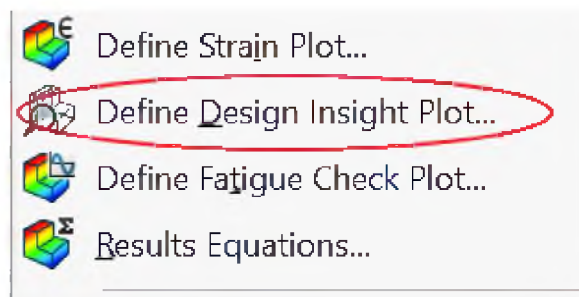 Define Strain Plot...
Define Design Insight Plot...
Define Fatigue Check Plot...
Results Equations...